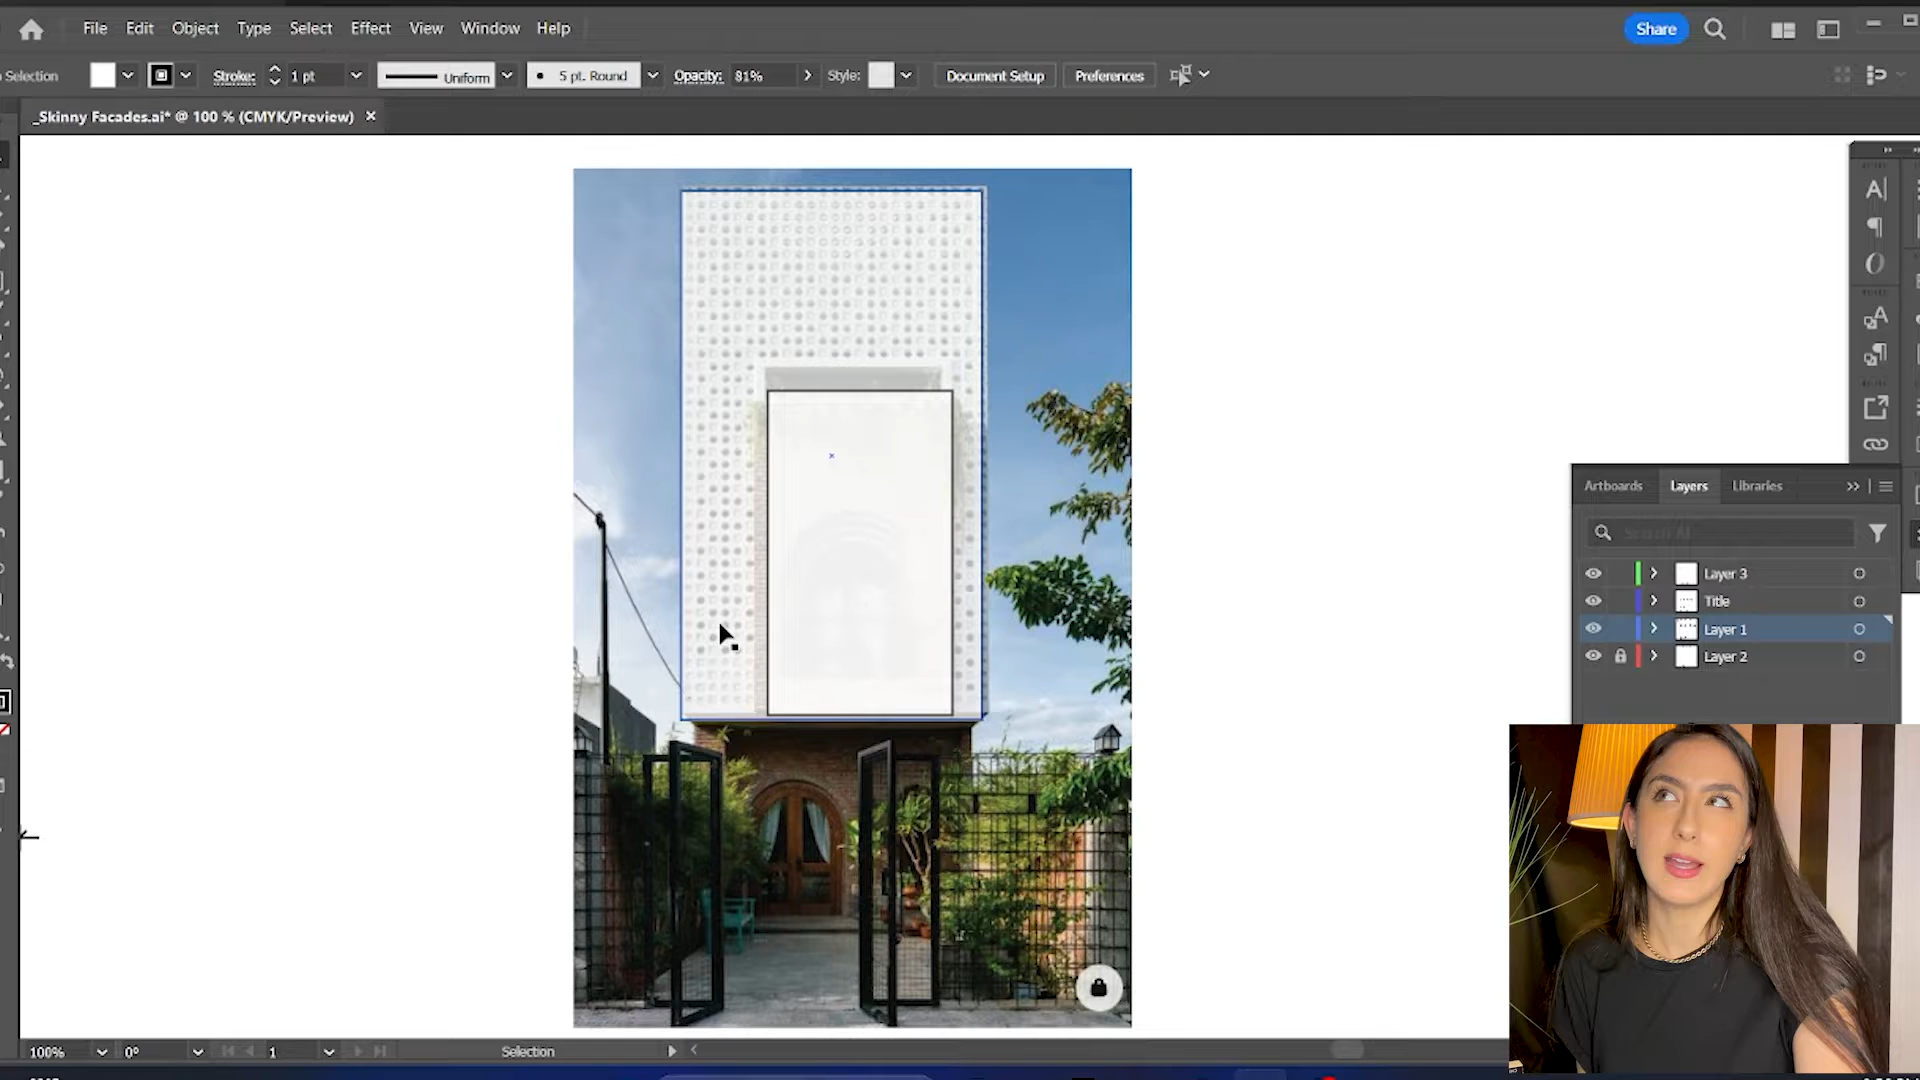 File Edit Object Type Select Effect View Window Help Share
Selection Stroke: 1 pt Uniform 5 pt. Round Opacity: 81% Style: Document Setup Preferences
_Skinny Facades.ai* @ 100 % (CMYK/Preview)
Artboards Layers Libraries
Search All
Layer 3
Title
Layer 1
Layer 2
100% 0° 1 Selection